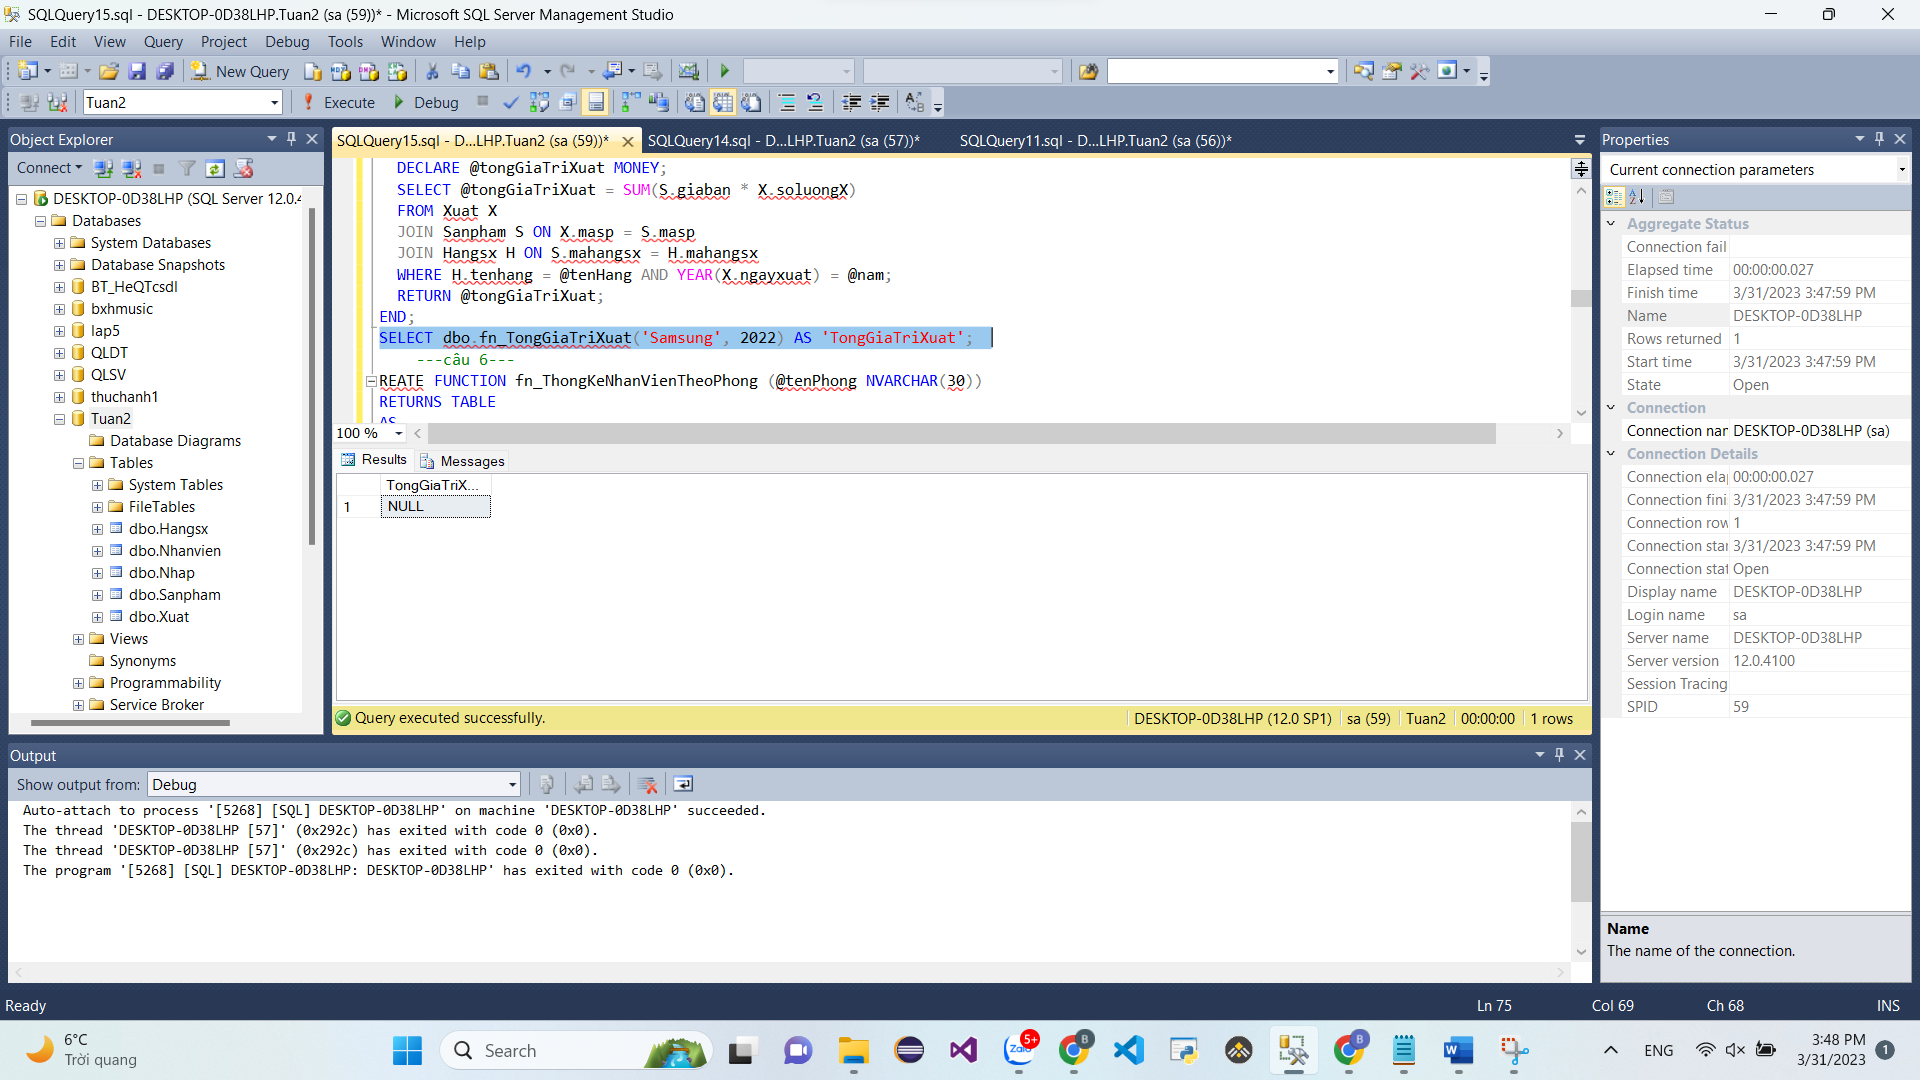 SQLQuery15.sql - DESKTOP-0D38LHP.Tuan2 (sa (59))* - Microsoft SQL Server Management Studio
File Edit View Query Project Debug Tools Window Help
New Query
Tuan2 Execute Debug
Object Explorer
Connect
DESKTOP-0D38LHP (SQL Server 12.0.4
Databases
System Databases
Database Snapshots
BT_HeQTcsdl
bxhmusic
lap5
QLDT
QLSV
thuchanh1
Tuan2
Database Diagrams
Tables
System Tables
FileTables
dbo.Hangsx
dbo.Nhanvien
dbo.Nhap
dbo.Sanpham
dbo.Xuat
Views
Synonyms
Programmability
Service Broker
SQLQuery15.sql - D...LHP.Tuan2 (sa (59))* SQLQuery14.sql - D...LHP.Tuan2 (sa (57))* SQLQuery11.sql - D...LHP.Tuan2 (sa (56))*
DECLARE @tongGiaTriXuat MONEY;
SELECT @tongGiaTriXuat = SUM(S.giaban * X.soluongX)
FROM Xuat X
JOIN Sanpham S ON X.masp = S.masp
JOIN Hangsx H ON S.mahangsx = H.mahangsx
WHERE H.tenhang = @tenHang AND YEAR(X.ngayxuat) = @nam;
RETURN @tongGiaTriXuat;
END;
SELECT dbo.fn_TongGiaTriXuat('Samsung', 2022) AS 'TongGiaTriXuat';
---câu 6---
REATE FUNCTION fn_ThongKeNhanVienTheoPhong (@tenPhong NVARCHAR(30))
RETURNS TABLE
AS
100 %
Results Messages
TongGiaTriX...
1 NULL
Query executed successfully. DESKTOP-0D38LHP (12.0 SP1) sa (59) Tuan2 00:00:00 1 rows
Properties
Current connection parameters
Aggregate Status
Connection fail
Elapsed time 00:00:00.027
Finish time 3/31/2023 3:47:59 PM
Name DESKTOP-0D38LHP
Rows returned 1
Start time 3/31/2023 3:47:59 PM
State Open
Connection
Connection nar DESKTOP-0D38LHP (sa)
Connection Details
Connection ela 00:00:00.027
Connection fini 3/31/2023 3:47:59 PM
Connection row 1
Connection star 3/31/2023 3:47:59 PM
Connection stat Open
Display name DESKTOP-0D38LHP
Login name sa
Server name DESKTOP-0D38LHP
Server version 12.0.4100
Session Tracing
SPID 59
Name
The name of the connection.
Output
Show output from: Debug
Auto-attach to process '[5268] [SQL] DESKTOP-0D38LHP' on machine 'DESKTOP-0D38LHP' succeeded.
The thread 'DESKTOP-0D38LHP [57]' (0x292c) has exited with code 0 (0x0).
The thread 'DESKTOP-0D38LHP [57]' (0x292c) has exited with code 0 (0x0).
The program '[5268] [SQL] DESKTOP-0D38LHP: DESKTOP-0D38LHP' has exited with code 0 (0x0).
Ready Ln 75 Col 69 Ch 68 INS
6°C
Trời quang
Search
Zalo 5+
B
B
ENG
3:48 PM
3/31/2023
1